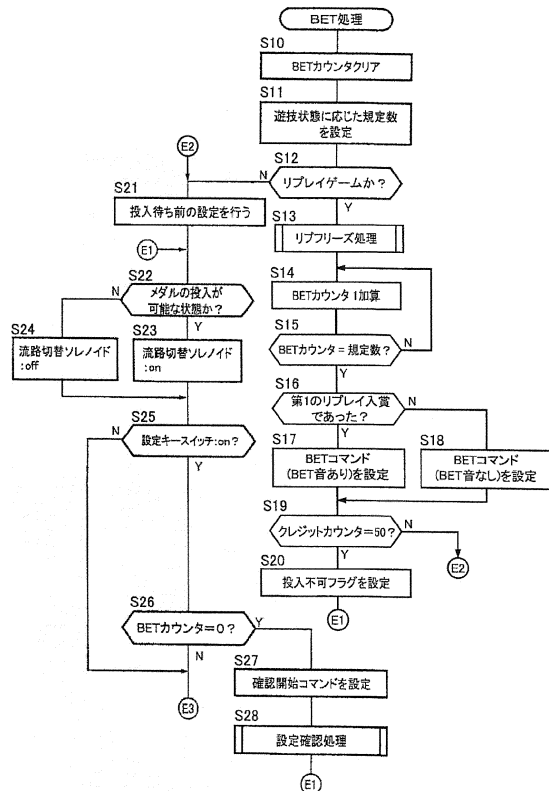 BET処理
S10
BETカウンタクリア
S11
遊技状態に応じた規定数
を設定
E2
S12
リプレイゲームか？
N
Y
S21
投入待ち前の設定を行う
S13
リプフリーズ処理
E1
S14
BETカウンタ1加算
S22
メダルの投入が
可能な状態か？
N
Y
S15
BETカウンタ＝規定数？
N
Y
S24
流路切替ソレノイド
:off
S23
流路切替ソレノイド
:on
S16
第1のリプレイ入賞
であった？
N
Y
S25
設定キースイッチ:on？
N
Y
S17
BETコマンド
(BET音あり)を設定
S18
BETコマンド
(BET音なし)を設定
S19
クレジットカウンタ＝50？
N
Y
E2
S20
投入不可フラグを設定
E1
S26
BETカウンタ＝0？
Y
N
S27
確認開始コマンドを設定
E3
S28
設定確認処理
E1